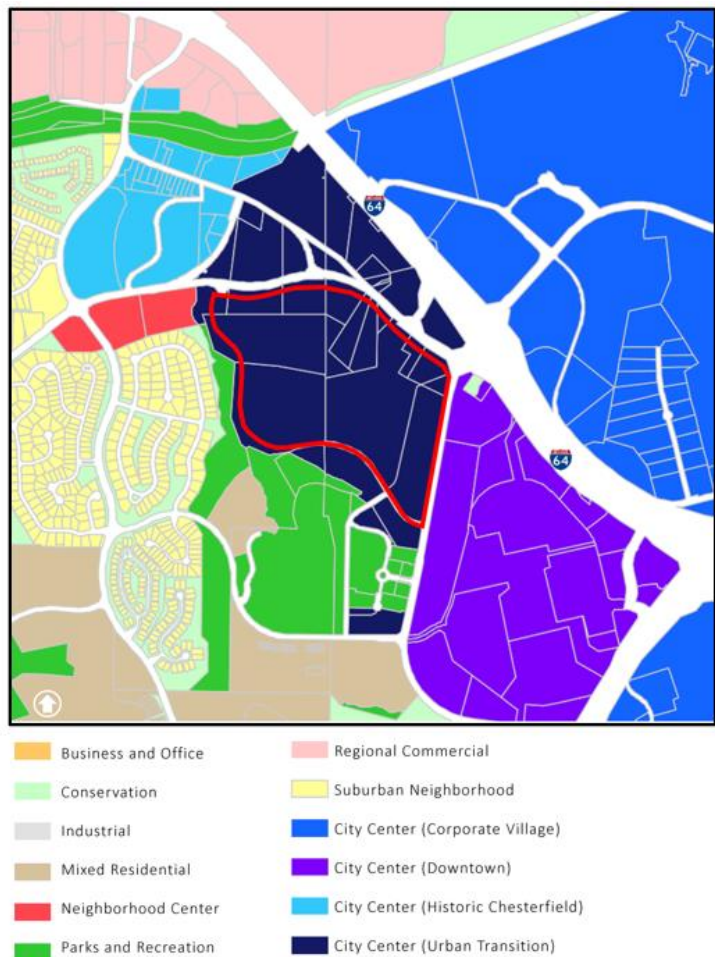 64
64
Business and Office
Conservation
Industrial
Mixed Residential
Neighborhood Center
Parks and Recreation
Regional Commercial
Suburban Neighborhood
City Center (Corporate Village)
City Center (Downtown)
City Center (Historic Chesterfield)
City Center (Urban Transition)